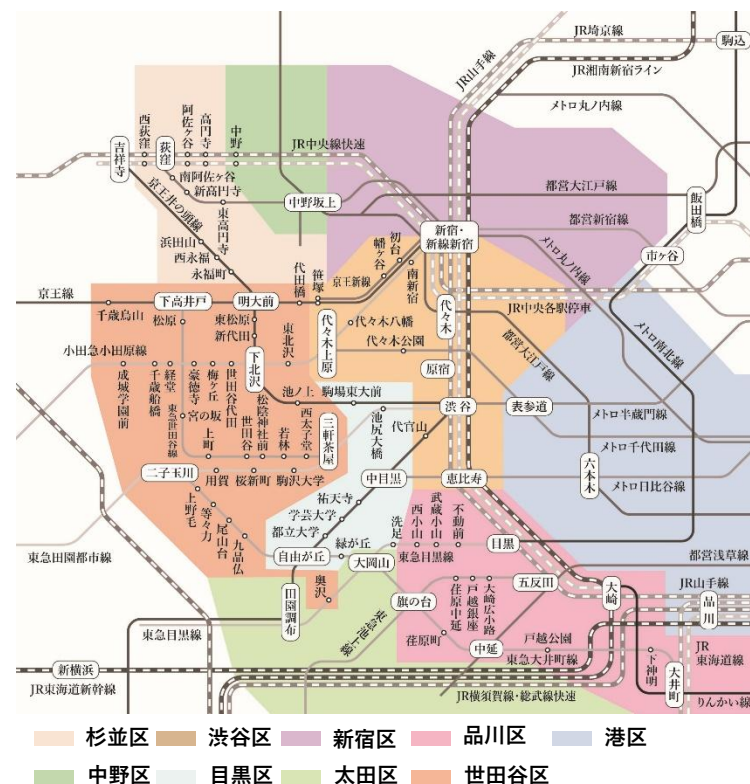 JR埼京線
駒込
JR山手線
JR湘南新宿ライン
メトロ丸ノ内線
西荻窪
阿佐ヶ谷
高円寺
中野
JR中央線快速
吉祥寺
荻窪
南阿佐ヶ谷
新高円寺
東高円寺
京王井の頭線
中野坂上
都営大江戸線
飯田橋
都営新宿線
浜田山
西永福
永福町
新宿・
新線新宿
初台
幡ヶ谷
南新宿
メトロ丸ノ内線
市ヶ谷
代田橋
笹塚
京王新線
京王線
千歳烏山
下高井戸
明大前
代々木
JR中央各駅停車
メトロ南北線
松原
東松原
新代田
東北沢
代々木上原
代々木八幡
代々木公園
都営大江戸線
小田急小田原線
下北沢
原宿
成城学園前
千歳船橋
経堂
東急世田谷線
豪徳寺
宮の坂
梅ヶ丘
上町
世田谷代田
世田谷
松陰神社前
若林
西太子堂
三軒茶屋
池ノ上
駒場東大前
池尻大橋
代官山
渋谷
表参道
メトロ半蔵門線
メトロ千代田線
六本木
メトロ日比谷線
二子玉川
用賀
桜新町
駒沢大学
中目黒
恵比寿
上野毛
等々力
尾山台
九品仏
祐天寺
学芸大学
都立大学
自由が丘
緑が丘
洗足
西小山
武蔵小山
不動前
目黒
東急目黒線
大岡山
東急田園都市線
都営浅草線
奥沢
田園調布
旗の台
荏原中延
戸越銀座
大崎広小路
五反田
大崎
JR山手線
品川
東急目黒線
東急池上線
荏原町
中延
戸越公園
東急大井町線
下神明
大井町
JR
東海道線
新横浜
JR東海道新幹線
JR横須賀線・総武線快速
りんかい線
杉並区
渋谷区
新宿区
品川区
港区
中野区
目黒区
太田区
世田谷区